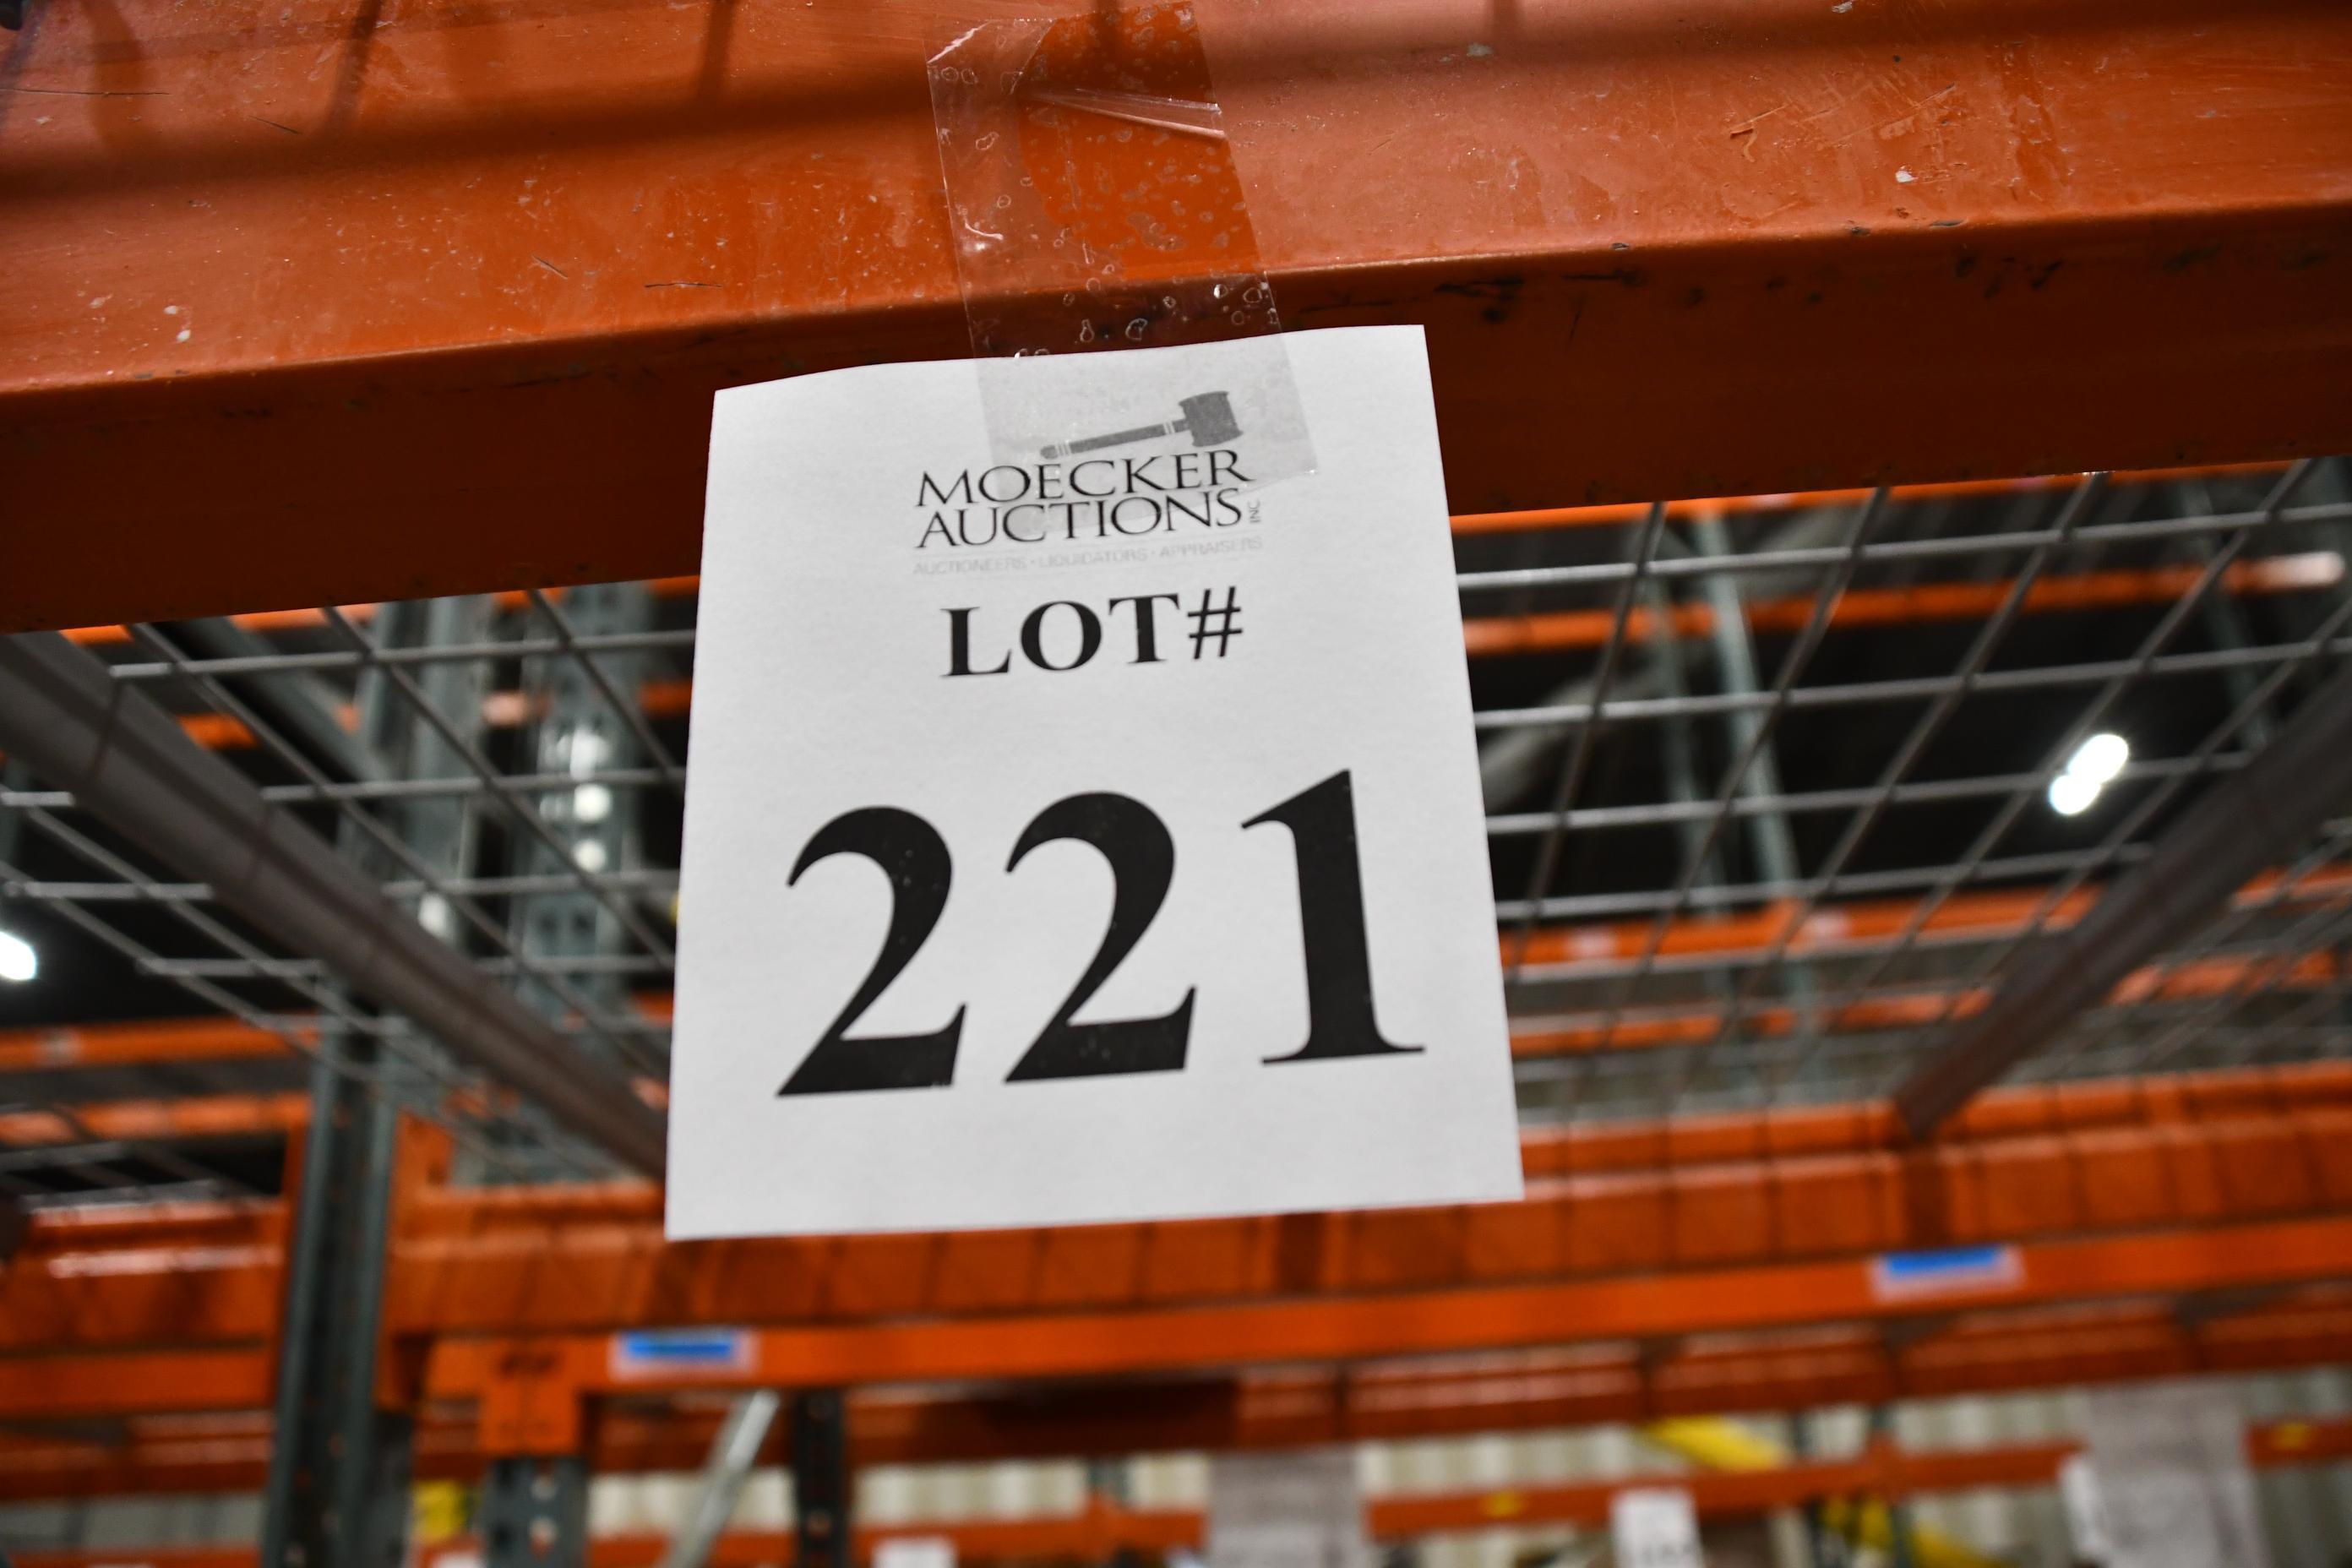 MOECKER
AUCTIONS INC
AUCTIONEERS • LIQUIDATORS • APPRAISERS
LOT#
221